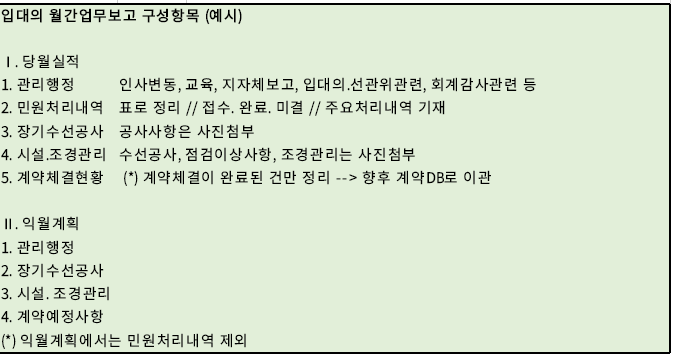 입대의 월간업무보고 구성항목 (예시)
Ⅰ. 당월실적
1. 관리행정 인사변동, 교육, 지자체보고, 입대의.선관위관련, 회계감사관련 등
2. 민원처리내역 표로 정리 // 접수. 완료. 미결 // 주요처리내역 기재
3. 장기수선공사 공사사항은 사진첨부
4. 시설.조경관리 수선공사, 점검이상사항, 조경관리는 사진첨부
5. 계약체결현황 (*) 계약체결이 완료된 건만 정리 --> 향후 계약DB로 이관
Ⅱ. 익월계획
1. 관리행정
2. 장기수선공사
3. 시설. 조경관리
4. 계약예정사항
(*) 익월계획에서는 민원처리내역 제외